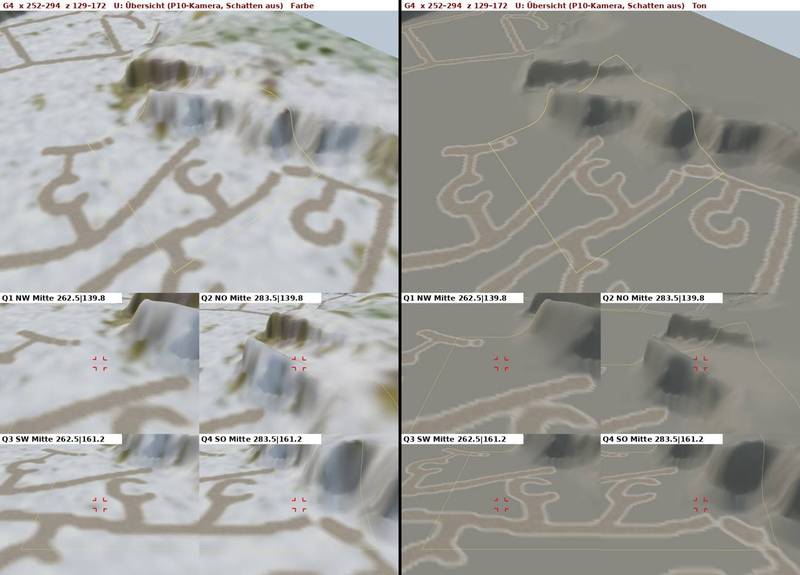 G4 x 252–294 z 129–172 U: Übersicht (P10-Kamera, Schatten aus) Farbe
G4 x 252–294 z 129–172 U: Übersicht (P10-Kamera, Schatten aus) Ton
Q1 NW Mitte 262.5|139.8
Q2 NO Mitte 283.5|139.8
Q1 NW Mitte 262.5|139.8
Q2 NO Mitte 283.5|139.8
Q3 SW Mitte 262.5|161.2
Q4 SO Mitte 283.5|161.2
Q3 SW Mitte 262.5|161.2
Q4 SO Mitte 283.5|161.2